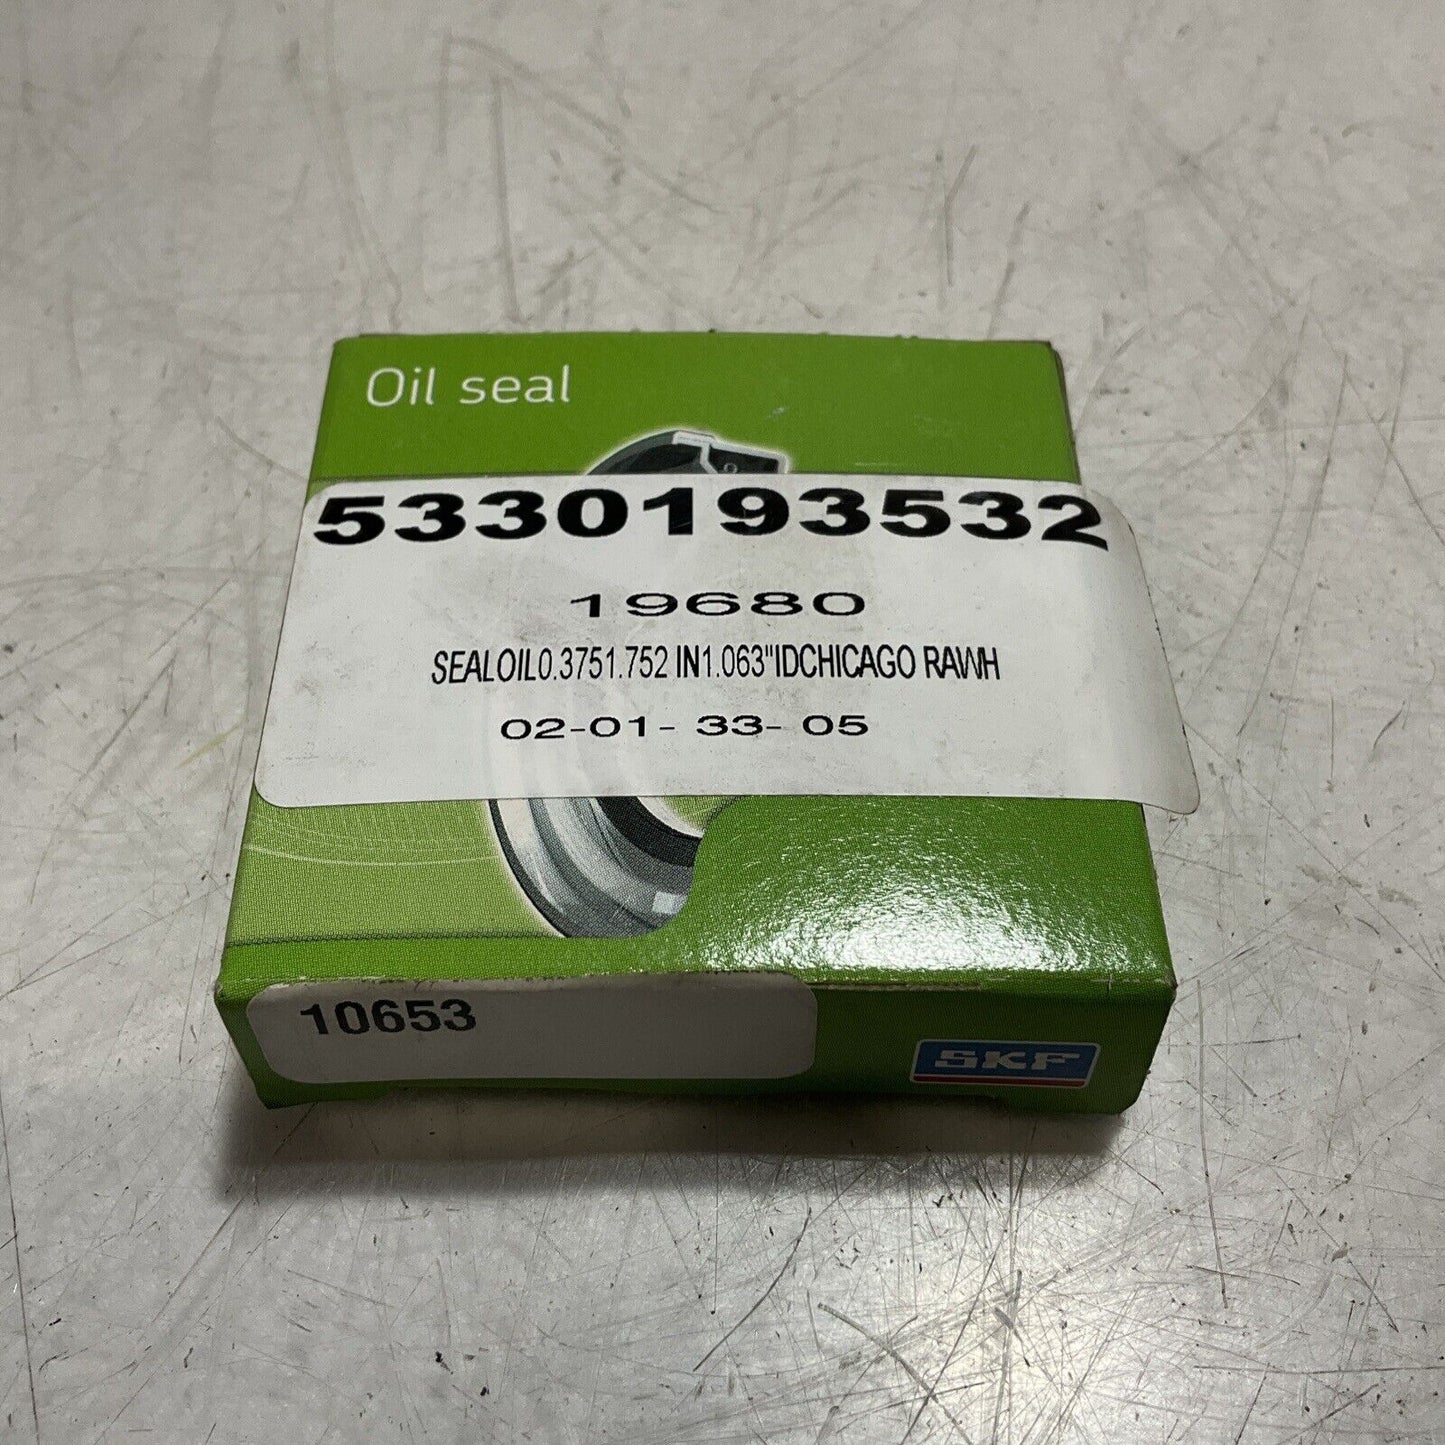 Oil seal
5330193532
19680
SEALOIL0.3751.752 IN1.063"IDCHICAGO RAWH
02-01- 33- 05
10653
SKF